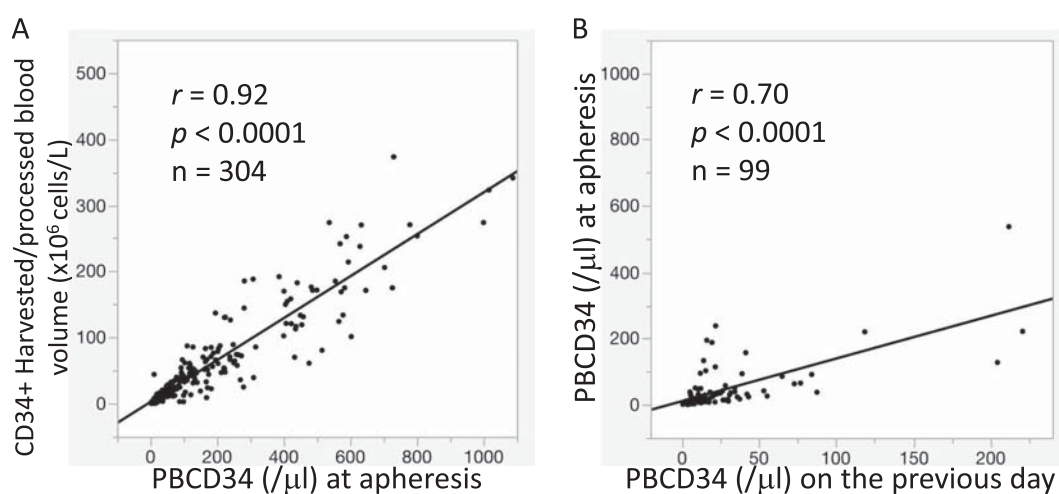 A
CD34+ Harvested/processed blood
volume (x10⁶ cells/L)
500
400
300
200
100
0
r = 0.92
p < 0.0001
n = 304
0 200 400 600 800 1000
PBCD34 (/µl) at apheresis
B
PBCD34 (/µl) at apheresis
1000
800
600
400
200
0
r = 0.70
p < 0.0001
n = 99
0 50 100 150 200
PBCD34 (/µl) on the previous day